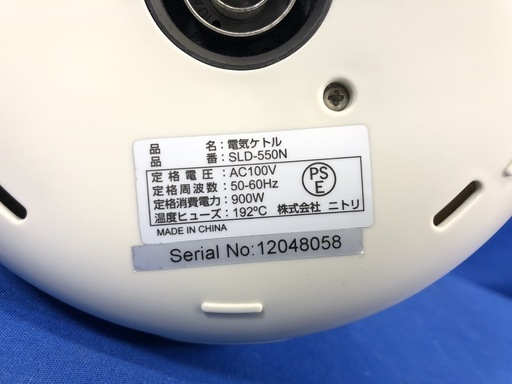 品　　名：電気ケトル
品　　番：SLD-550N
定格電圧：AC100V
定格周波数：50-60Hz
定格消費電力：900W
温度ヒューズ：192℃ 株式会社 ニトリ
PS
E
MADE IN CHINA
Serial No:12048058